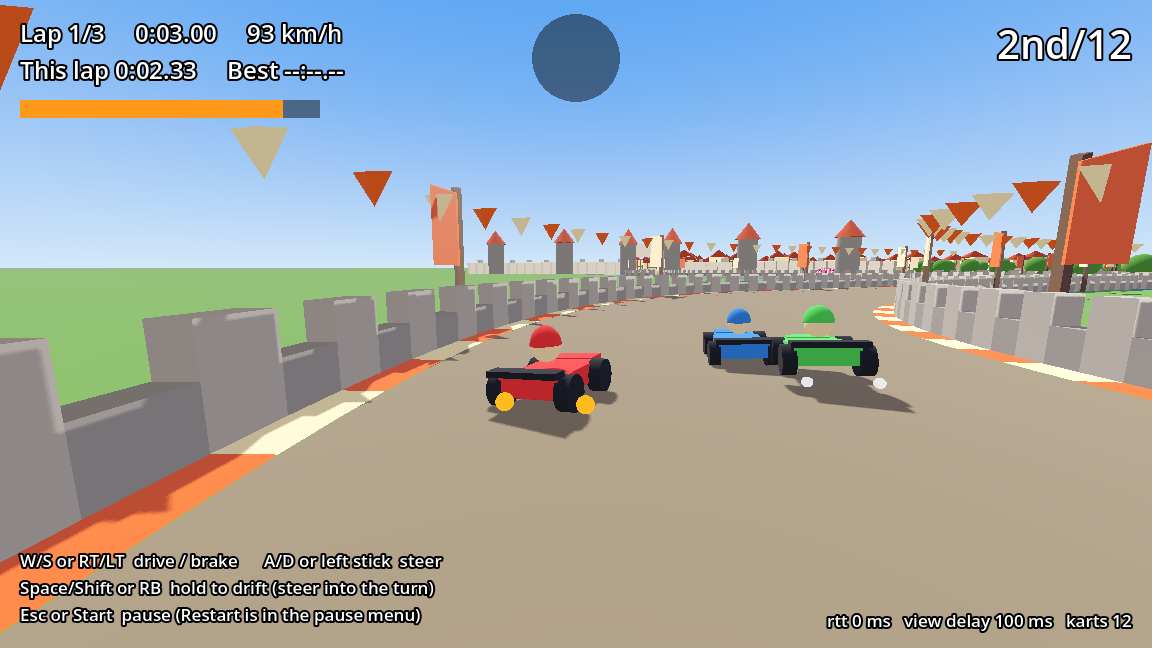 Lap 1/3 0:03.00 93 km/h
2nd/12
This lap 0:02.33 Best --:--.--
W/S or RT/LT drive / brake A/D or left stick steer
Space/Shift or RB hold to drift (steer into the turn)
Esc or Start pause (Restart is in the pause menu)
rtt 0 ms view delay 100 ms karts 12